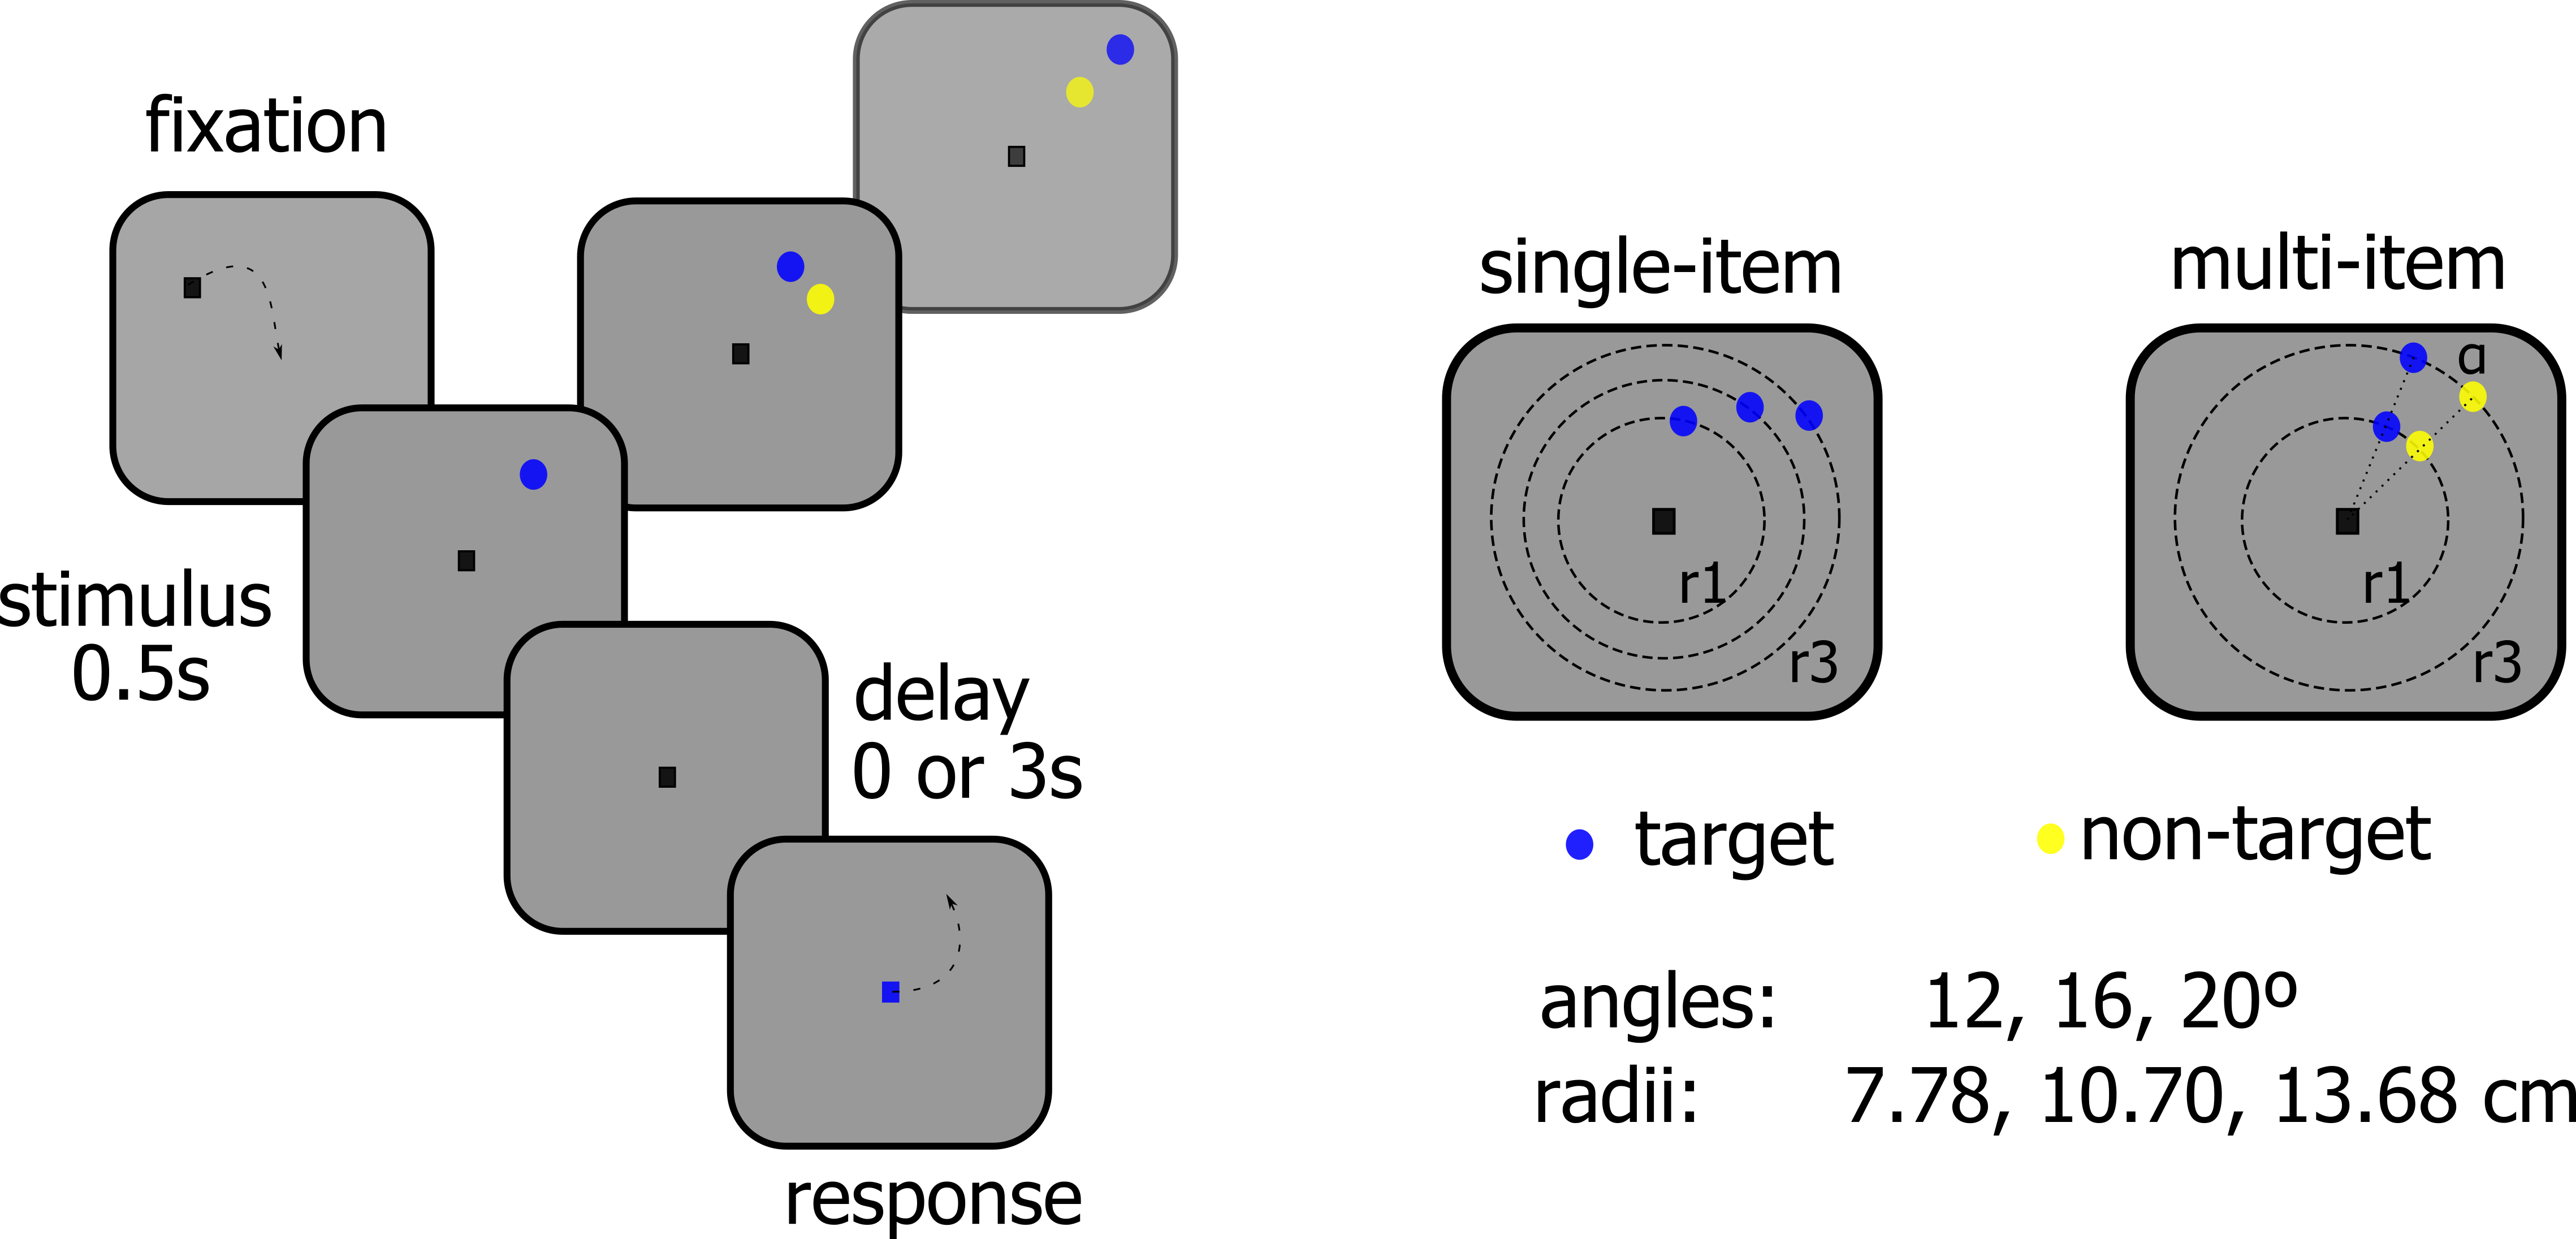 fixation
stimulus
0.5s
delay
0 or 3s
response
single-item
r1
r3
multi-item
α
r1
r3
target
non-target
angles: 12, 16, 20º
radii: 7.78, 10.70, 13.68 cm